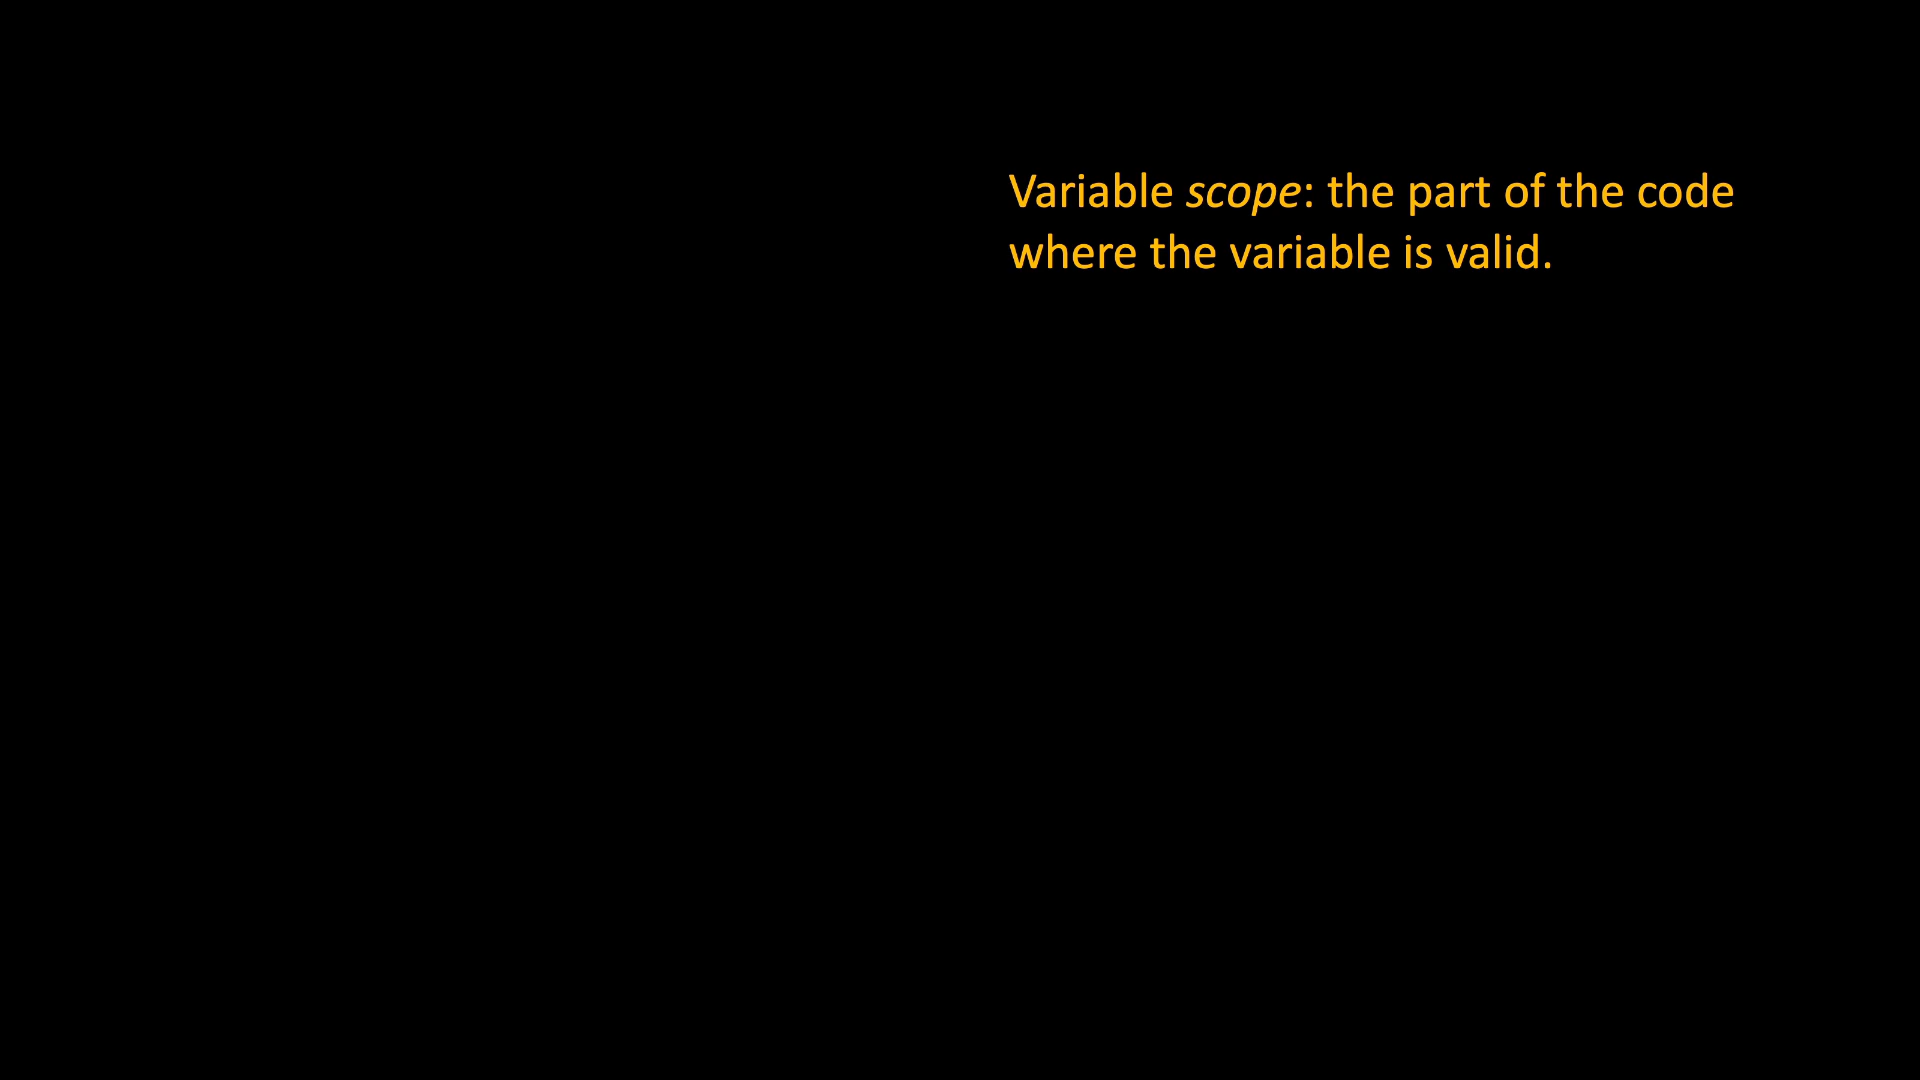 Variable scope: the part of the code
where the variable is valid.